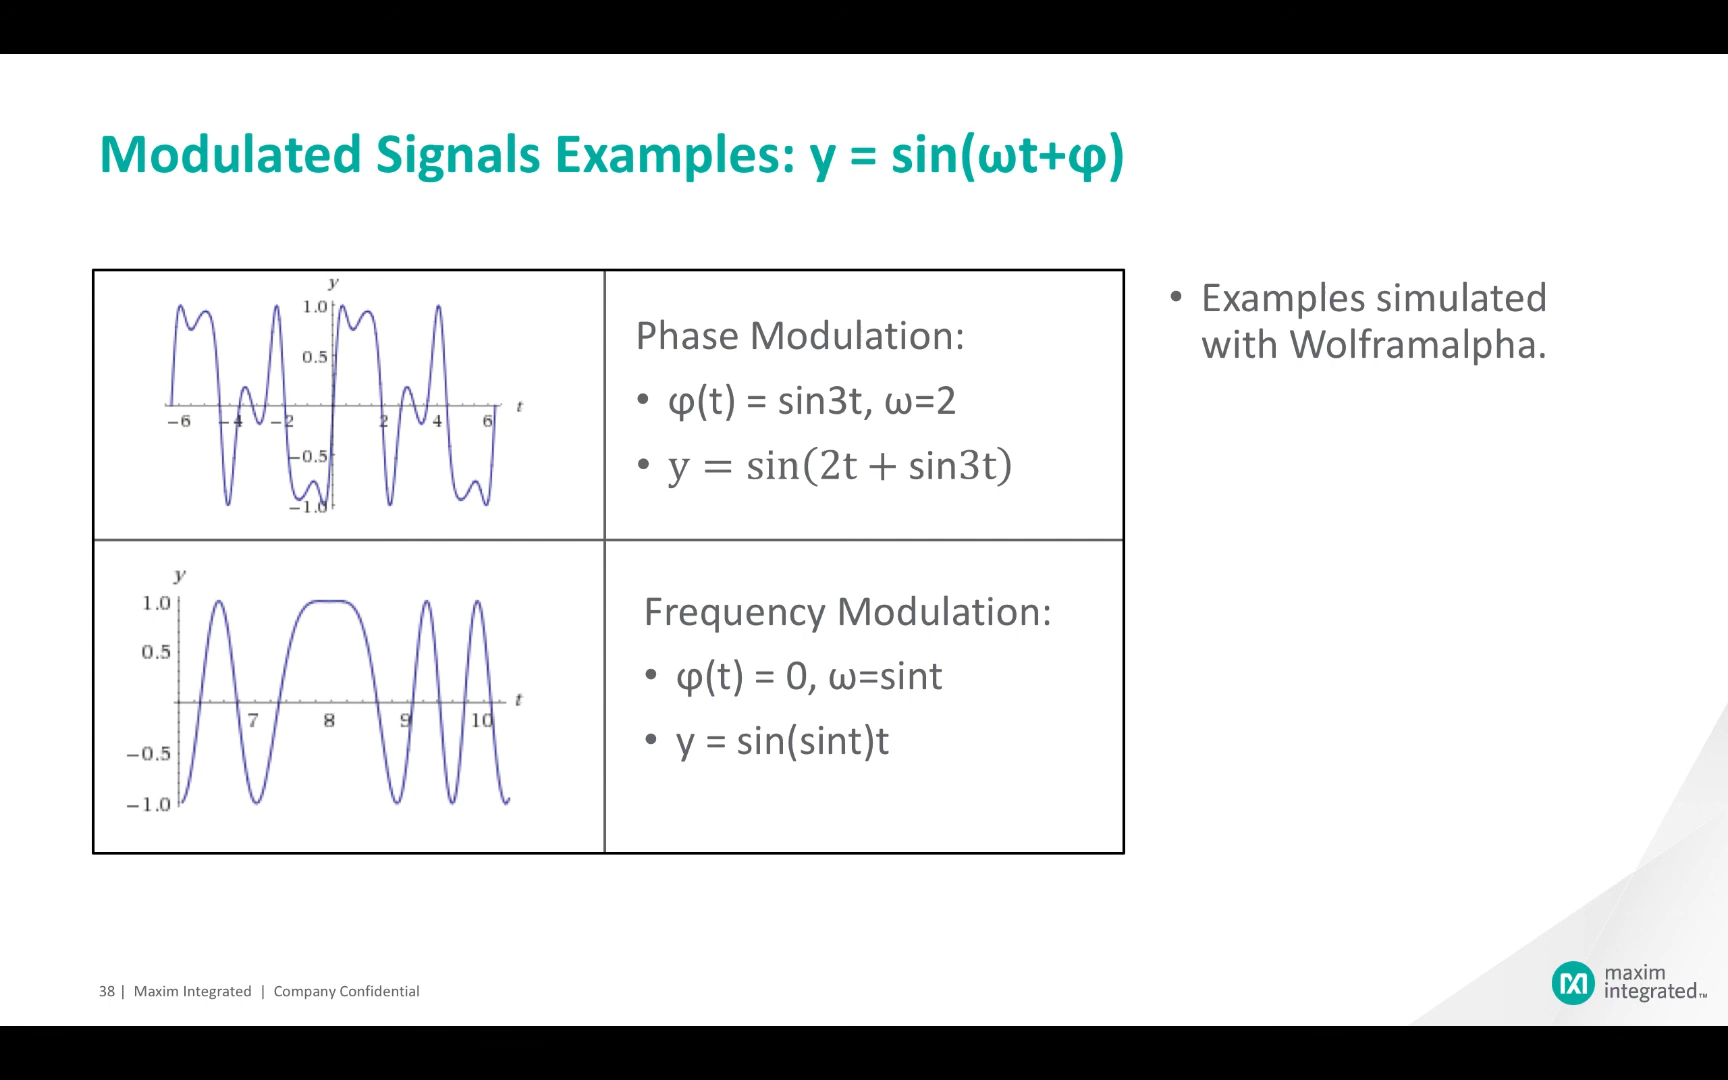 Modulated Signals Examples: y = sin(ωt+φ)
y
1.0
0.5
t
−6
−4
−2
2
4
6
−0.5
−1.0
Phase Modulation:
• φ(t) = sin3t, ω=2
• y = sin(2t + sin3t)
• Examples simulated
with Wolframalpha.
y
1.0
0.5
t
7
8
9
10
−0.5
−1.0
Frequency Modulation:
• φ(t) = 0, ω=sint
• y = sin(sint)t
38 | Maxim Integrated | Company Confidential
maxim
integrated™